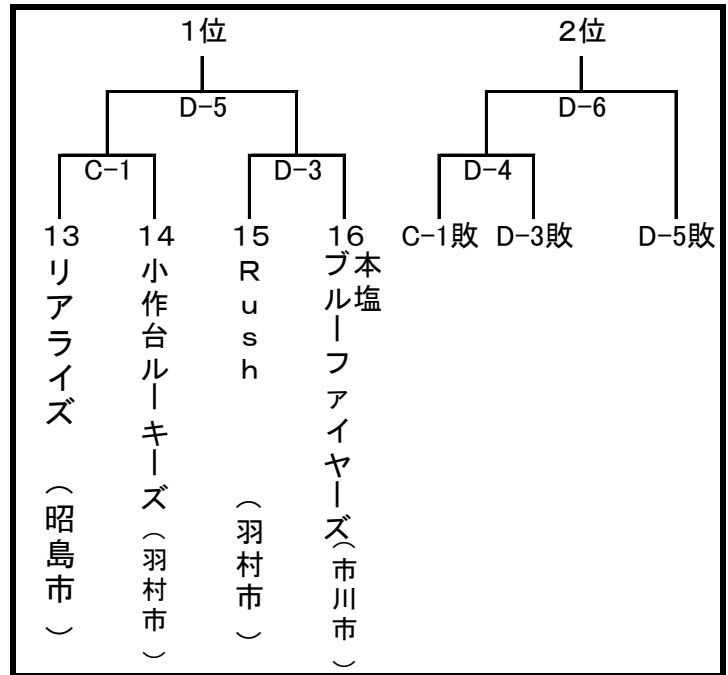 1位
2位
D-5
D-6
C-1
D-3
D-4
13
14
15
16
C-1敗
D-3敗
D-5敗
リアライズ (昭島市)
小作台ルーキーズ (羽村市)
Rush (羽村市)
本塩
ブルーファイヤーズ (市川市)